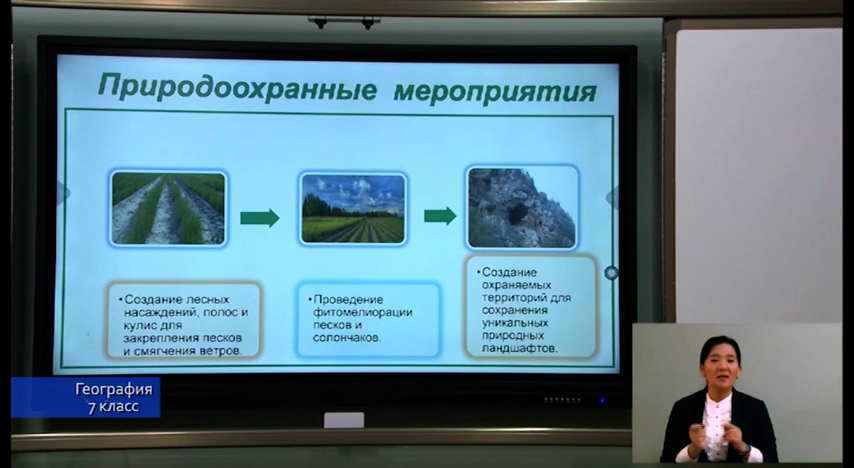 Природоохранные мероприятия
•Создание лесных
насаждений, полос и
кулис для
закрепления песков
и смягчения ветров.
•Проведение
фитомелиорации
песков и
солончаков.
•Создание
охраняемых
территорий для
сохранения
уникальных
природных
ландшафтов.
География
7 класс